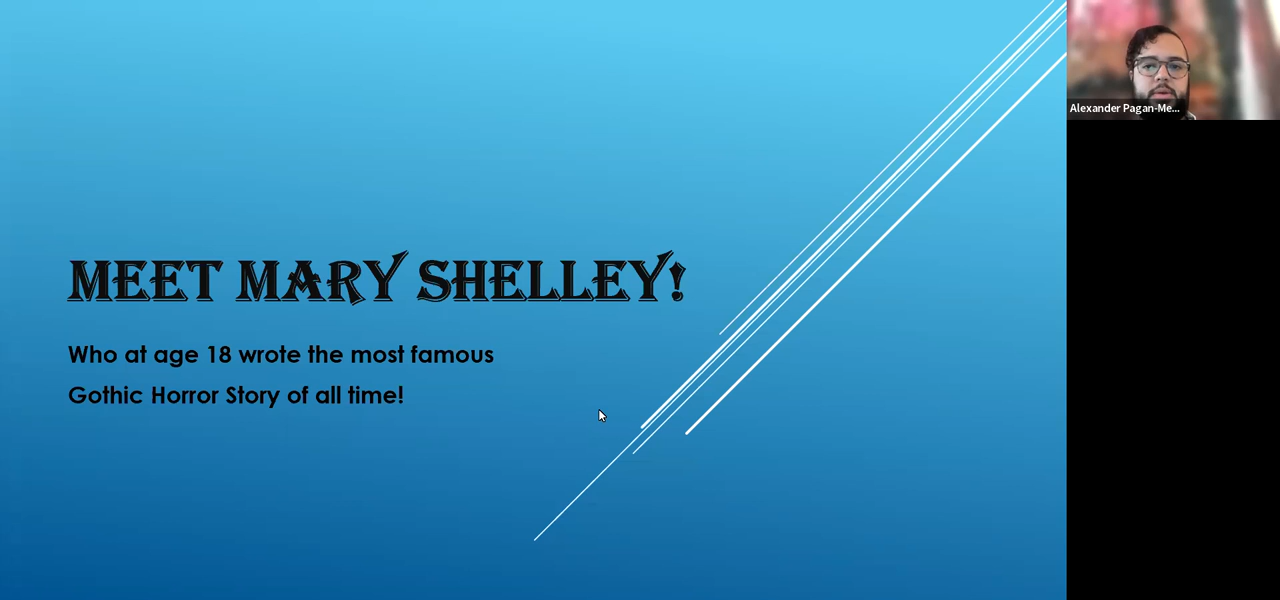 MEET MARY SHELLEY!
Who at age 18 wrote the most famous
Gothic Horror Story of all time!
Alexander Pagan-Me...